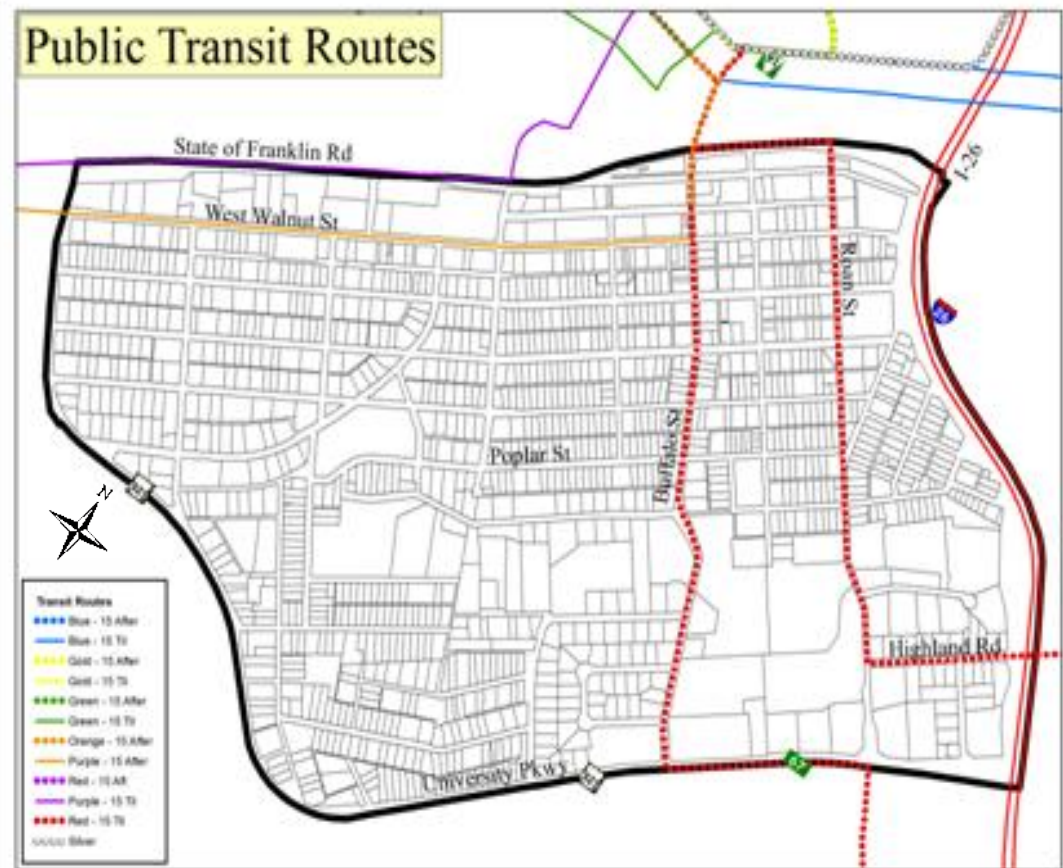 Public Transit Routes
State of Franklin Rd
I-26
West Walnut St
Roan St
26
Buffalo St
Poplar St
N
Highland Rd
University Pkwy
67
Transit Routes
Blue - 15 After
Blue - 15 Til
Gold - 15 After
Gold - 15 Til
Green - 15 After
Green - 15 Til
Orange - 15 After
Purple - 15 After
Red - 15 Aft
Purple - 15 Til
Red - 15 Til
Silver